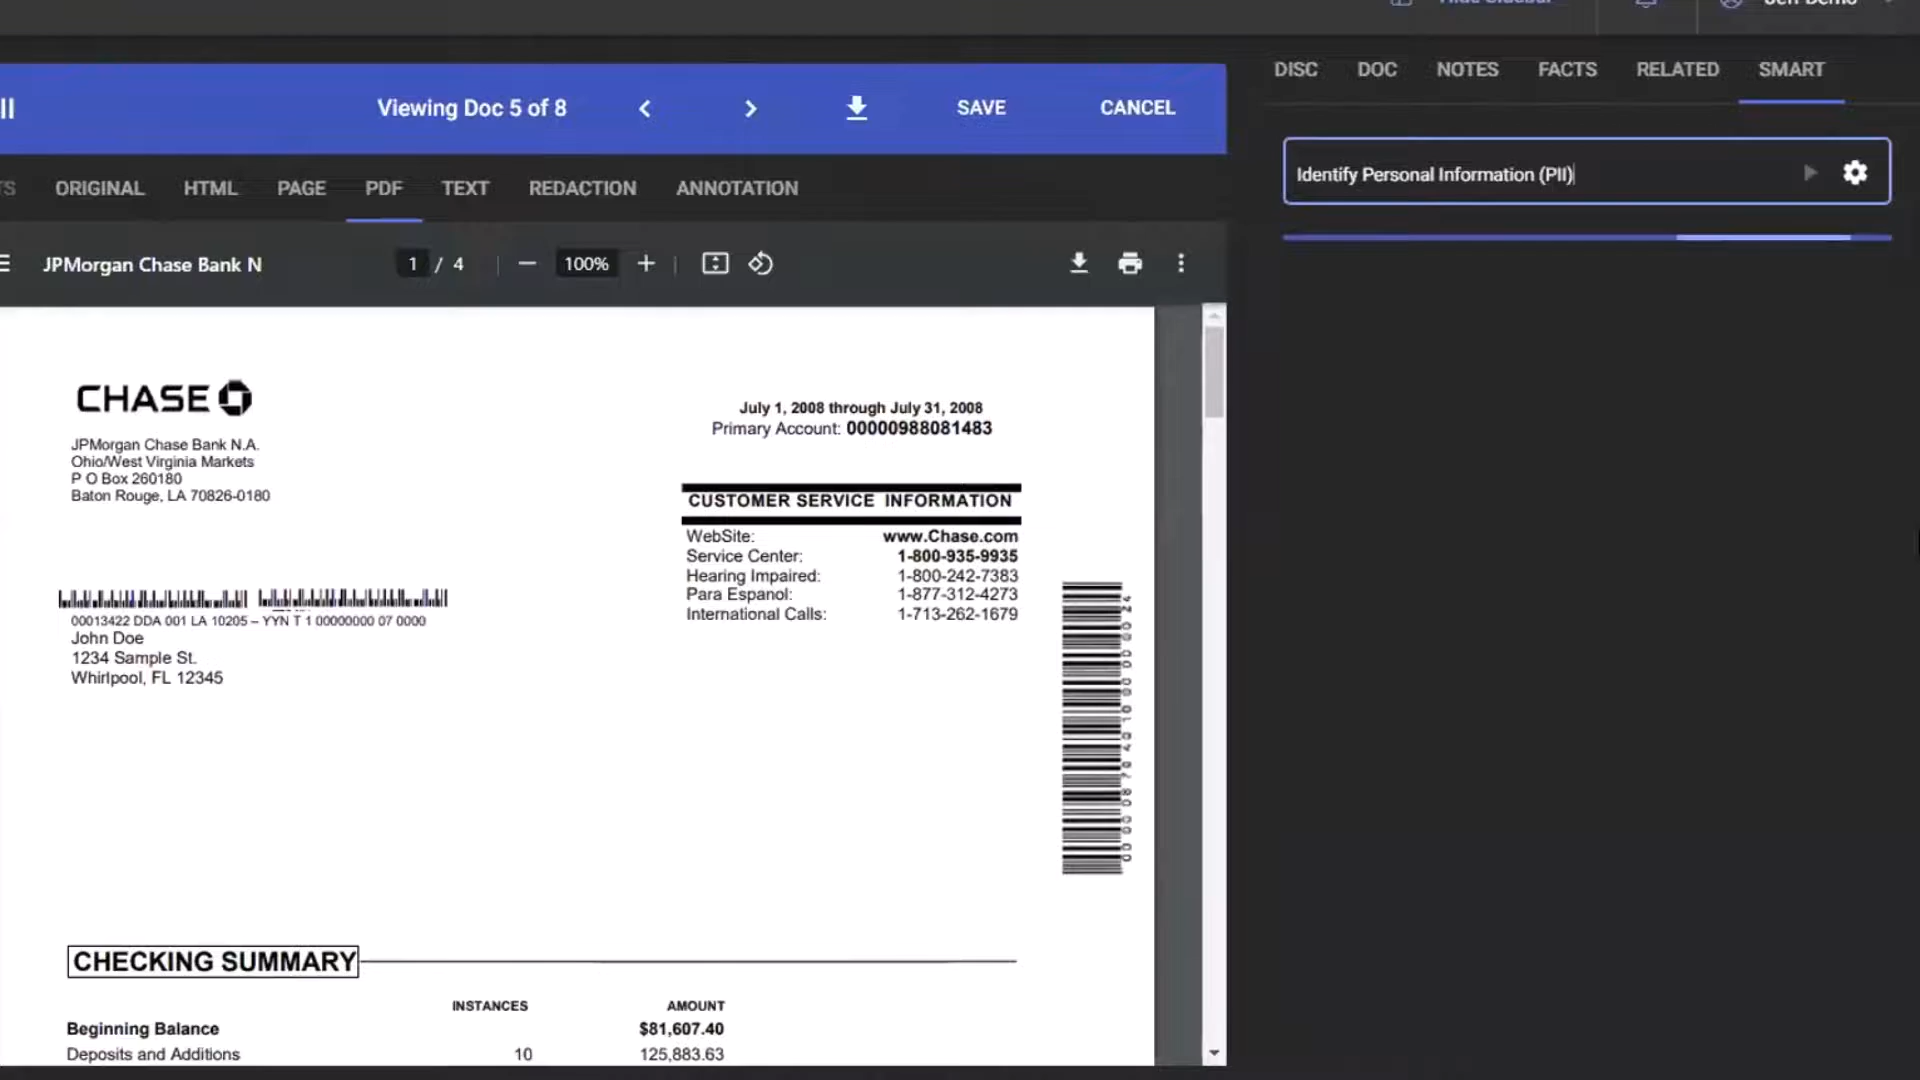 DISC DOC NOTES FACTS RELATED SMART
Viewing Doc 5 of 8 SAVE CANCEL
Identify Personal Information (PII)
ORIGINAL HTML PAGE PDF TEXT REDACTION ANNOTATION
JPMorgan Chase Bank N 1 / 4 100%
CHASE
JPMorgan Chase Bank N.A.
Ohio/West Virginia Markets
P O Box 260180
Baton Rouge, LA 70826-0180
July 1, 2008 through July 31, 2008
Primary Account: 00000988081483
CUSTOMER SERVICE INFORMATION
WebSite: www.Chase.com
Service Center: 1-800-935-9935
Hearing Impaired: 1-800-242-7383
Para Espanol: 1-877-312-4273
International Calls: 1-713-262-1679
00013422 DDA 001 LA 10205 – YYN T 1 00000000 07 0000
John Doe
1234 Sample St.
Whirlpool, FL 12345
CHECKING SUMMARY
INSTANCES AMOUNT
Beginning Balance $81,607.40
Deposits and Additions 10 125,883.63